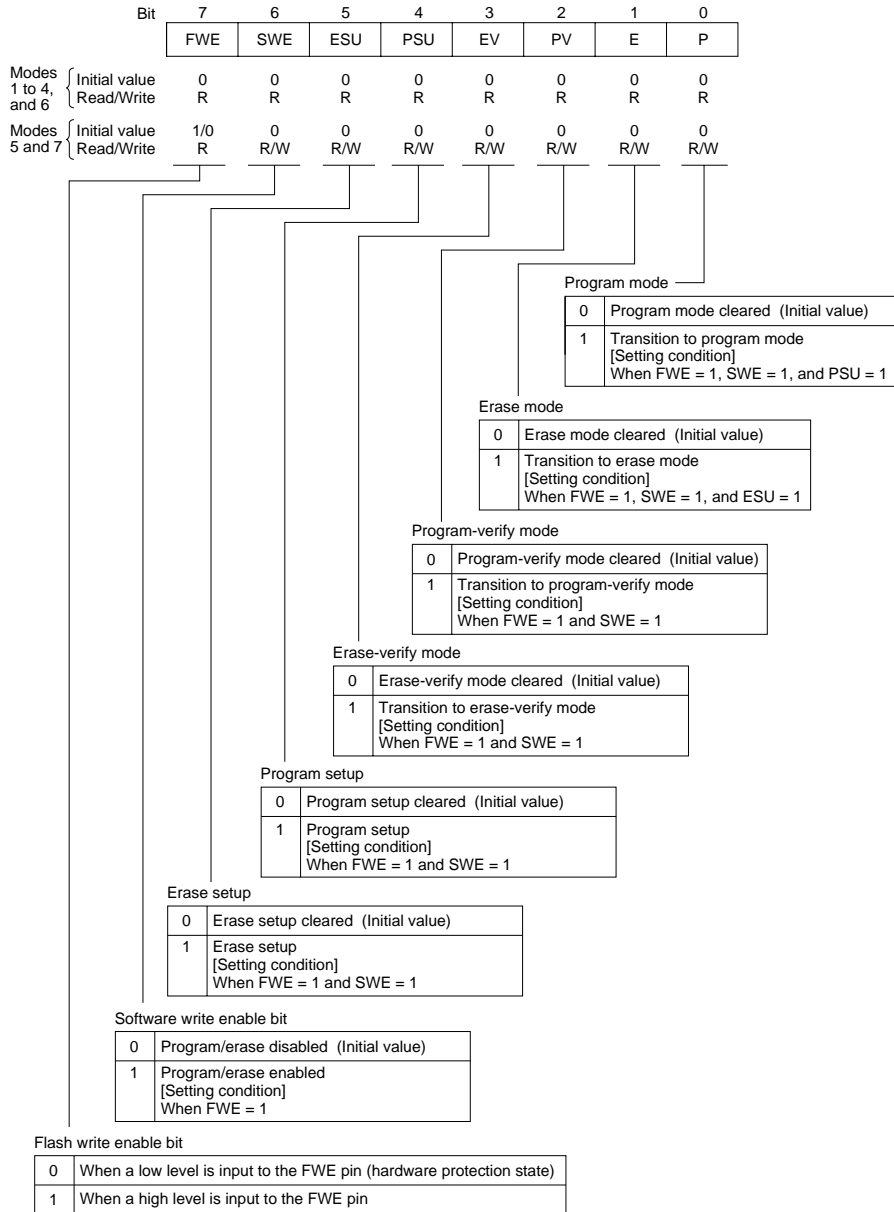 Bit 7 6 5 4 3 2 1 0
FWE SWE ESU PSU EV PV E P
Modes 1 to 4, and 6
Initial value 0 0 0 0 0 0 0 0
Read/Write R R R R R R R R
Modes 5 and 7
Initial value 1/0 0 0 0 0 0 0 0
Read/Write R R/W R/W R/W R/W R/W R/W R/W
Program mode
0 Program mode cleared (Initial value)
1 Transition to program mode
[Setting condition]
When FWE = 1, SWE = 1, and PSU = 1
Erase mode
0 Erase mode cleared (Initial value)
1 Transition to erase mode
[Setting condition]
When FWE = 1, SWE = 1, and ESU = 1
Program-verify mode
0 Program-verify mode cleared (Initial value)
1 Transition to program-verify mode
[Setting condition]
When FWE = 1 and SWE = 1
Erase-verify mode
0 Erase-verify mode cleared (Initial value)
1 Transition to erase-verify mode
[Setting condition]
When FWE = 1 and SWE = 1
Program setup
0 Program setup cleared (Initial value)
1 Program setup
[Setting condition]
When FWE = 1 and SWE = 1
Erase setup
0 Erase setup cleared (Initial value)
1 Erase setup
[Setting condition]
When FWE = 1 and SWE = 1
Software write enable bit
0 Program/erase disabled (Initial value)
1 Program/erase enabled
[Setting condition]
When FWE = 1
Flash write enable bit
0 When a low level is input to the FWE pin (hardware protection state)
1 When a high level is input to the FWE pin